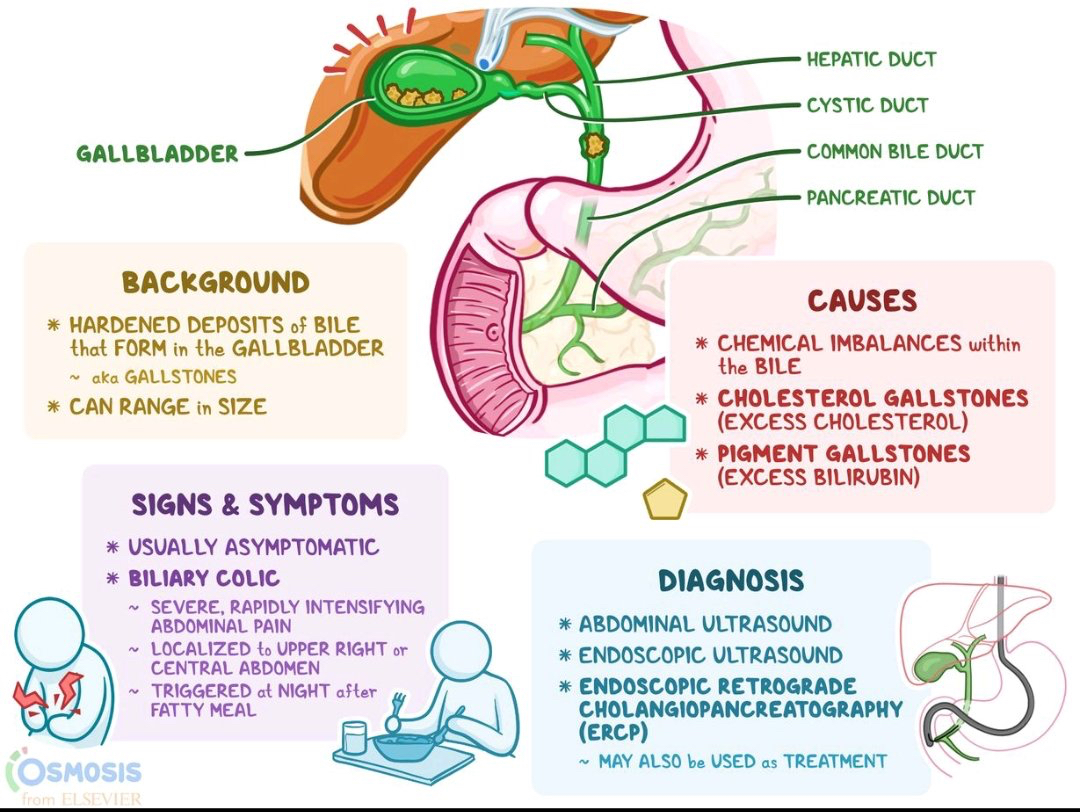 HEPATIC DUCT
CYSTIC DUCT
GALLBLADDER
COMMON BILE DUCT
PANCREATIC DUCT
BACKGROUND
* HARDENED DEPOSITS of BILE
that FORM in the GALLBLADDER
~ aka GALLSTONES
* CAN RANGE in SIZE
CAUSES
* CHEMICAL IMBALANCES within
the BILE
* CHOLESTEROL GALLSTONES
(EXCESS CHOLESTEROL)
* PIGMENT GALLSTONES
(EXCESS BILIRUBIN)
SIGNS & SYMPTOMS
* USUALLY ASYMPTOMATIC
* BILIARY COLIC
~ SEVERE, RAPIDLY INTENSIFYING
ABDOMINAL PAIN
~ LOCALIZED to UPPER RIGHT or
CENTRAL ABDOMEN
~ TRIGGERED at NIGHT after
FATTY MEAL
DIAGNOSIS
* ABDOMINAL ULTRASOUND
* ENDOSCOPIC ULTRASOUND
* ENDOSCOPIC RETROGRADE
CHOLANGIOPANCREATOGRAPHY
(ERCP)
~ MAY ALSO be USED as TREATMENT
OSMOSIS
from ELSEVIER